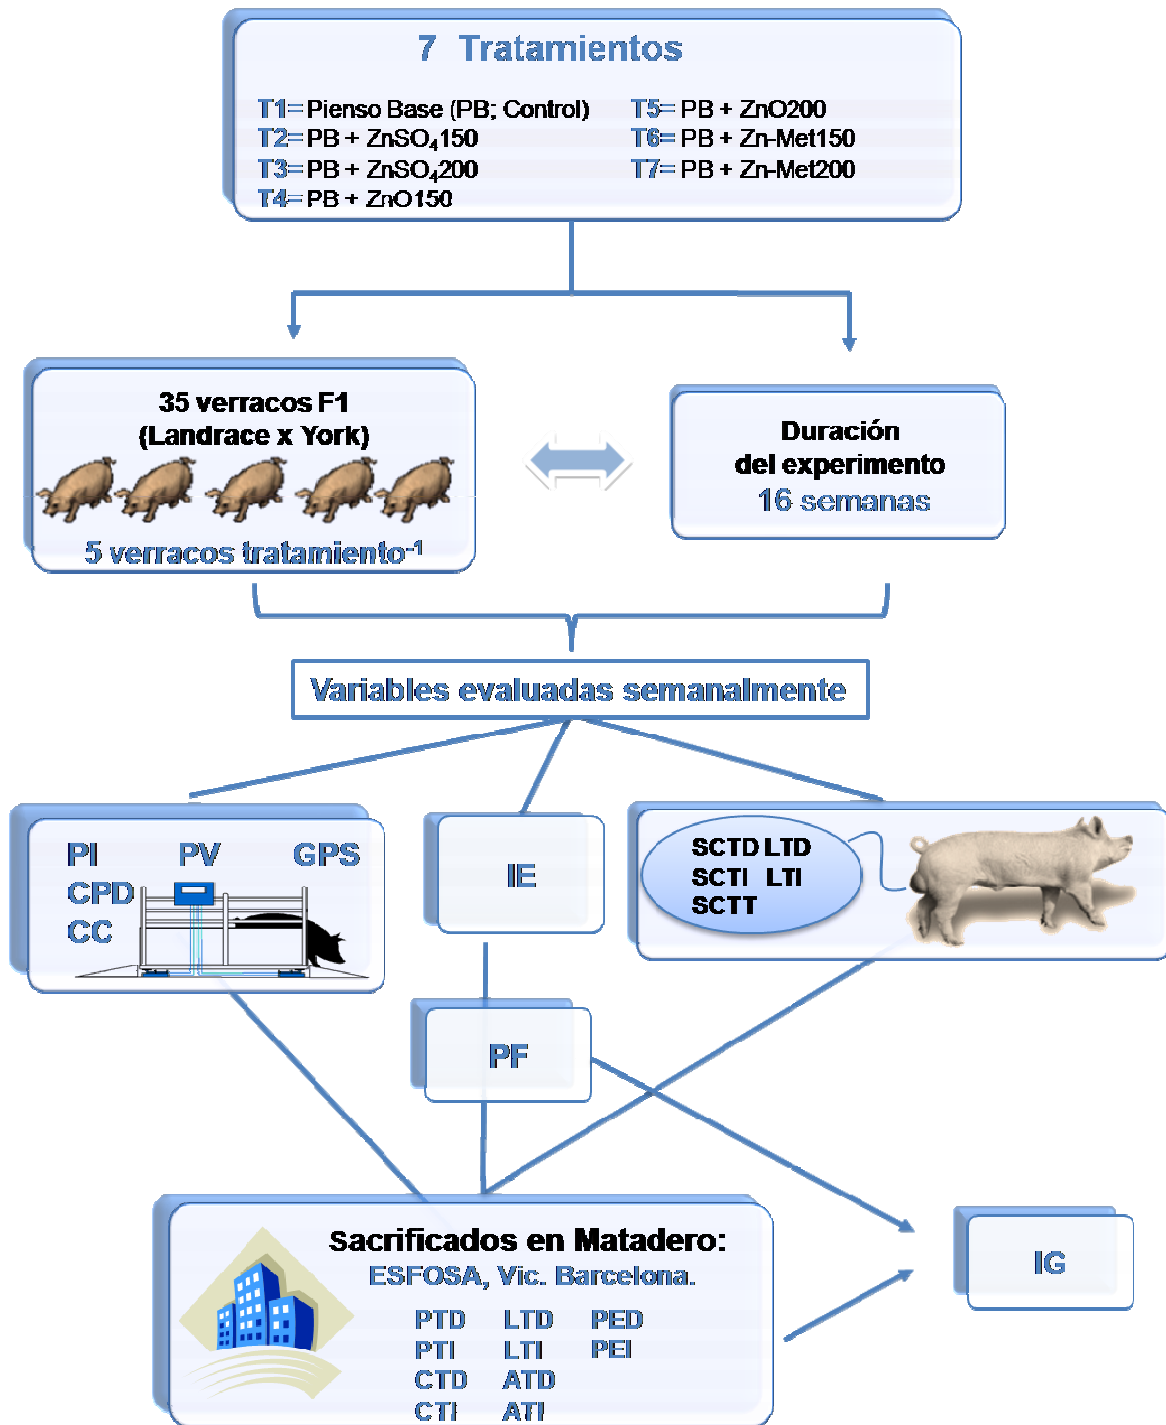 7 Tratamientos
T1= Pienso Base (PB; Control)
T2= PB + ZnSO₄150
T3= PB + ZnSO₄200
T4= PB + ZnO150
T5= PB + ZnO200
T6= PB + Zn-Met150
T7= PB + Zn-Met200
35 verracos F1
(Landrace x York)
5 verracos tratamiento⁻¹
Duración
del experimento
16 semanas
Variables evaluadas semanalmente
PI PV GPS
CPD
CC
IE
SCTD LTD
SCTI LTI
SCTT
PF
Sacrificados en Matadero:
ESFOSA, Vic. Barcelona.
PTD LTD PED
PTI LTI PEI
CTD ATD
CTI ATI
IG